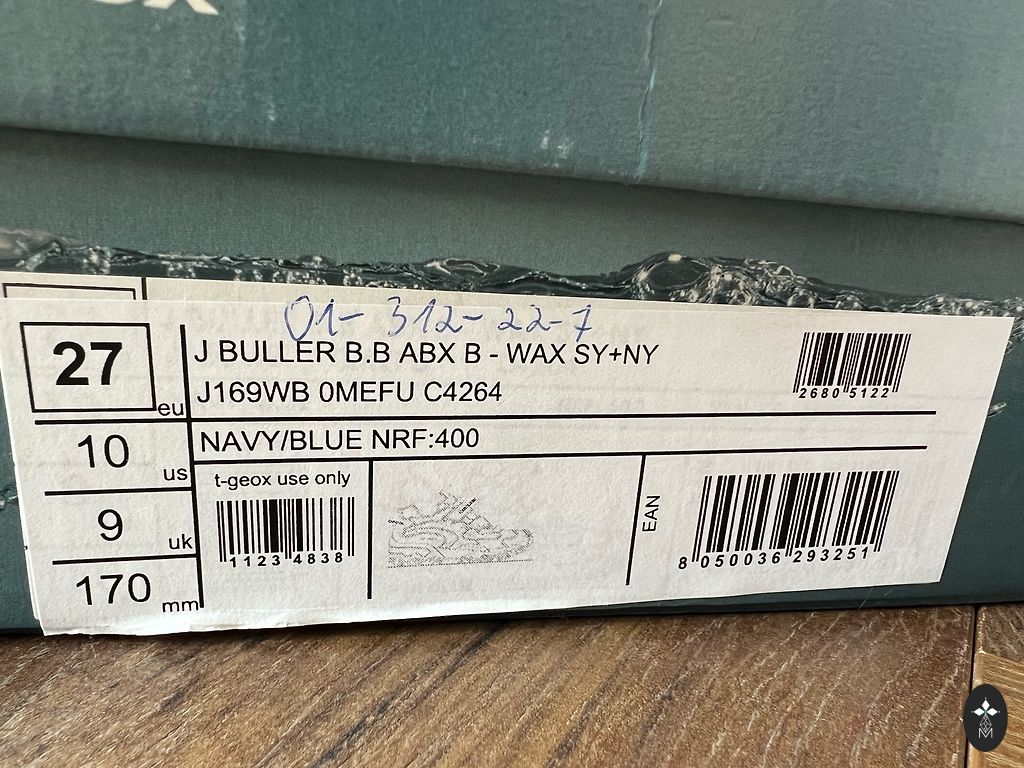 ox
01-312-22-7
27 eu
J BULLER B.B ABX B - WAX SY+NY
J169WB 0MEFU C4264
2680 5122
10 us
NAVY/BLUE NRF:400
9 uk
t-geox use only
1123 4838
EAN
8 050036 293251
170 mm
M